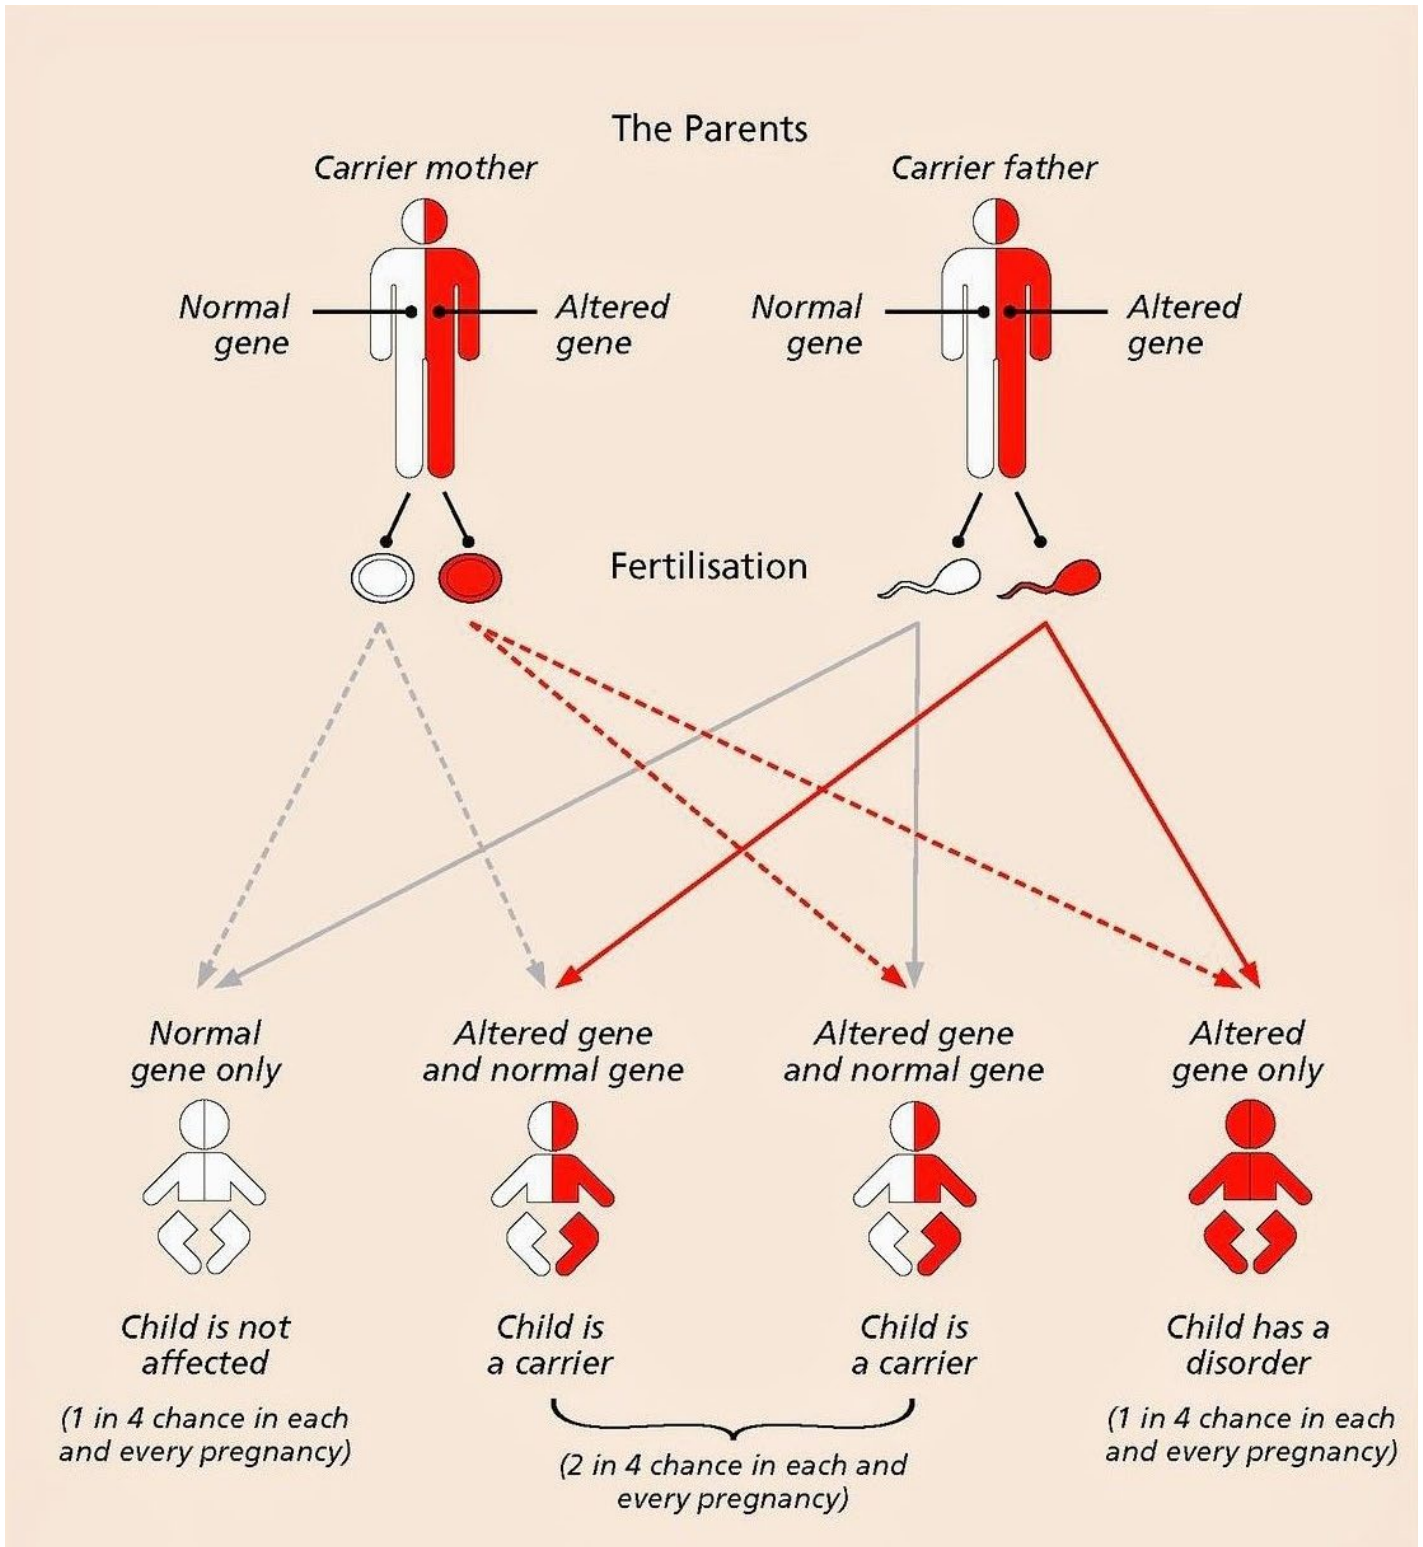 The Parents
Carrier mother
Carrier father
Normal
gene
Altered
gene
Normal
gene
Altered
gene
Fertilisation
Normal
gene only
Altered gene
and normal gene
Altered gene
and normal gene
Altered
gene only
Child is not
affected
Child is
a carrier
Child is
a carrier
Child has a
disorder
(1 in 4 chance in each
and every pregnancy)
(2 in 4 chance in each and
every pregnancy)
(1 in 4 chance in each
and every pregnancy)